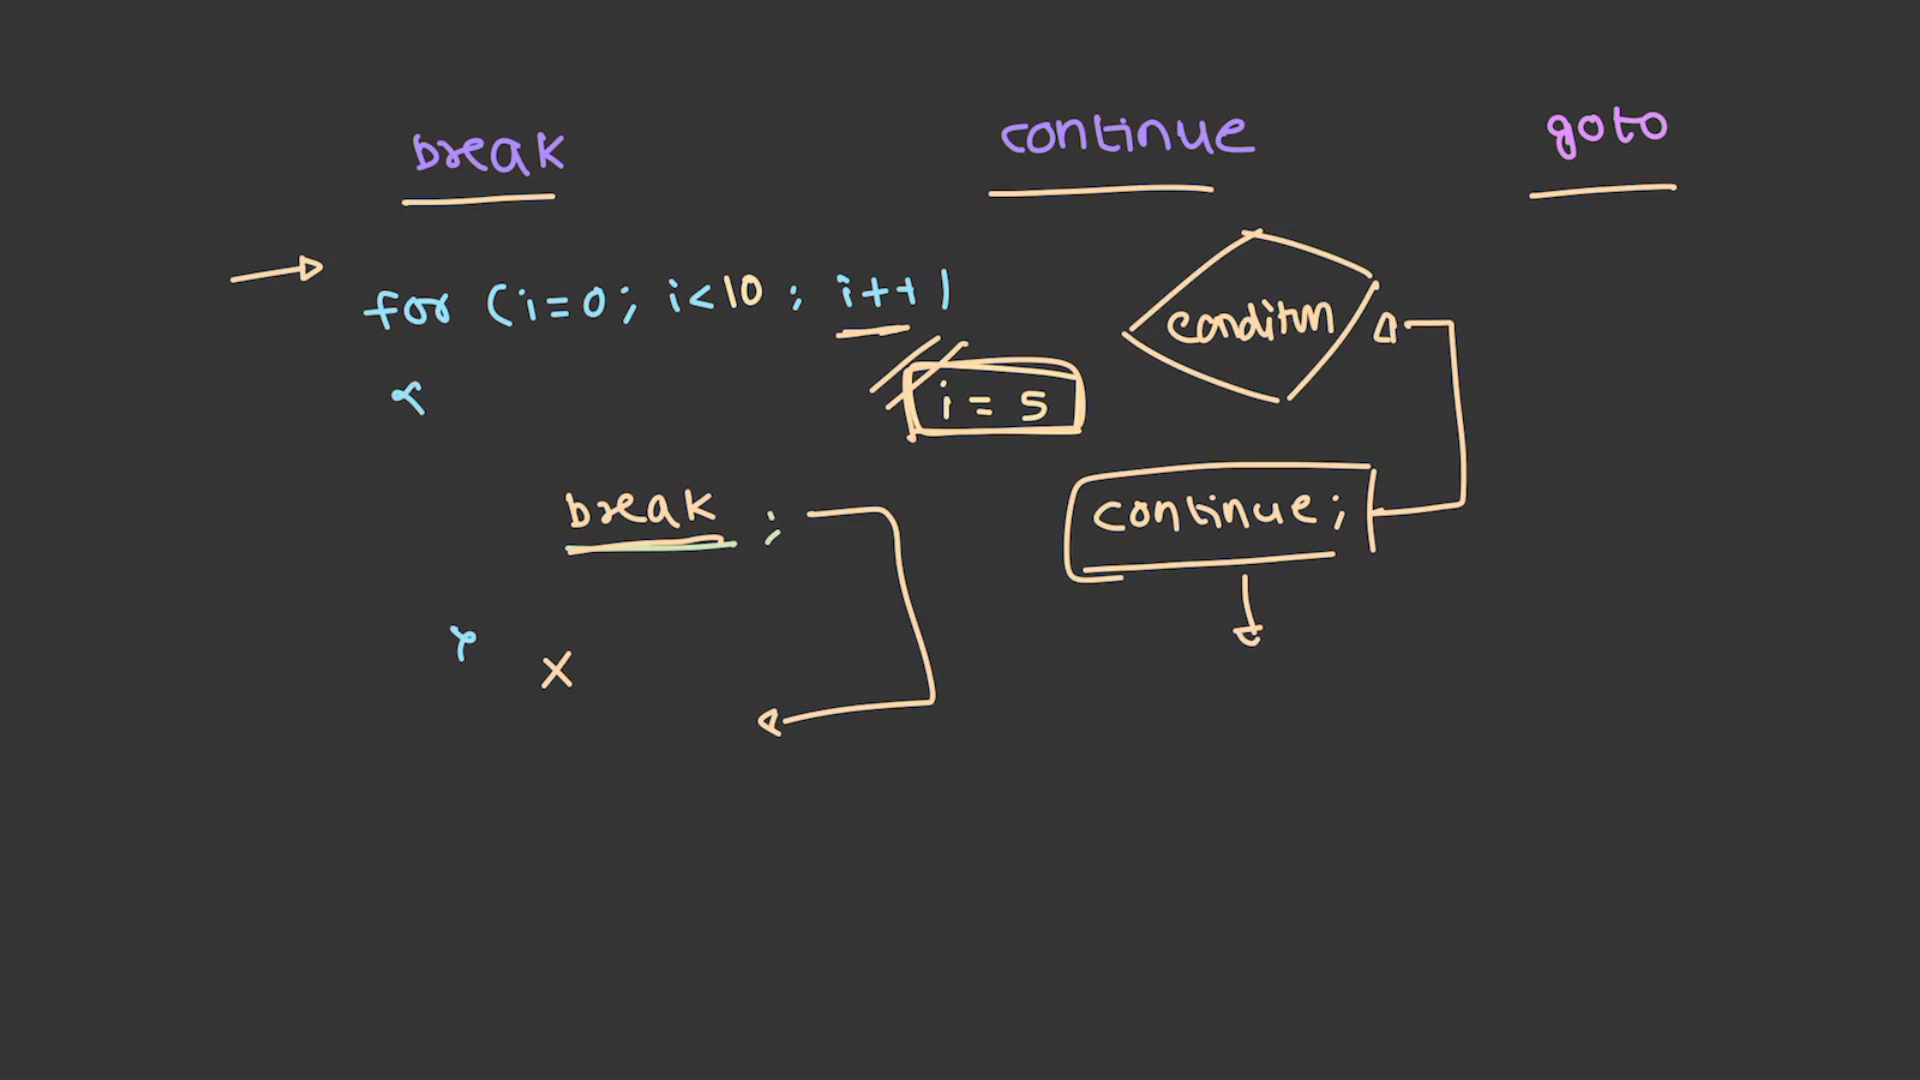 break continue goto
for (i=0; i<10; i++)
{
i = 5
condition
break;
continue;
}
X